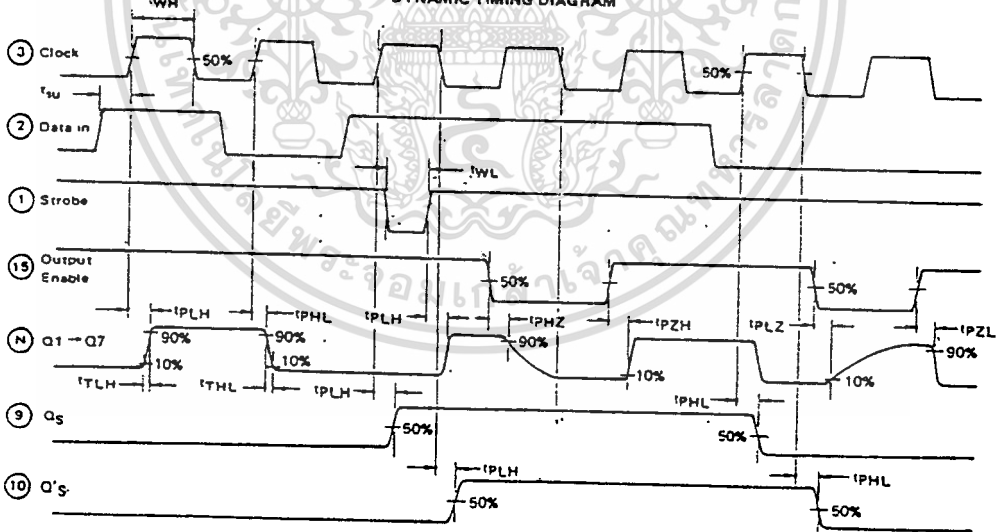 DYNAMIC TIMING DIAGRAM
tWH
3 Clock
50%
50%
tsu
2 Data in
tWL
1 Strobe
15 Output
Enable
50%
50%
tPLH
tPHL
tPLH
tPHZ
tPZH
tPLZ
tPZL
N Q1 → Q7
90%
90%
90%
90%
10%
10%
10%
10%
tTLH
tTHL
tPLH
tPHL
9 QS
50%
50%
tPLH
tPHL
10 Q'S
50%
50%